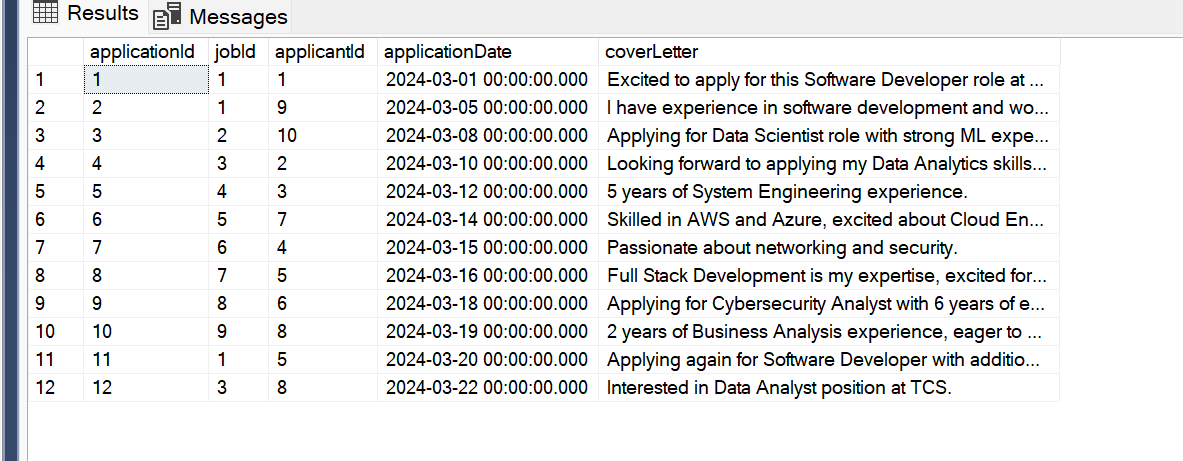 Results Messages
applicationId jobId applicantId applicationDate coverLetter
1 1 1 1 2024-03-01 00:00:00.000 Excited to apply for this Software Developer role at ...
2 2 1 9 2024-03-05 00:00:00.000 I have experience in software development and wo...
3 3 2 10 2024-03-08 00:00:00.000 Applying for Data Scientist role with strong ML expe...
4 4 3 2 2024-03-10 00:00:00.000 Looking forward to applying my Data Analytics skills...
5 5 4 3 2024-03-12 00:00:00.000 5 years of System Engineering experience.
6 6 5 7 2024-03-14 00:00:00.000 Skilled in AWS and Azure, excited about Cloud En...
7 7 6 4 2024-03-15 00:00:00.000 Passionate about networking and security.
8 8 7 5 2024-03-16 00:00:00.000 Full Stack Development is my expertise, excited for...
9 9 8 6 2024-03-18 00:00:00.000 Applying for Cybersecurity Analyst with 6 years of e...
10 10 9 8 2024-03-19 00:00:00.000 2 years of Business Analysis experience, eager to ...
11 11 1 5 2024-03-20 00:00:00.000 Applying again for Software Developer with additio...
12 12 3 8 2024-03-22 00:00:00.000 Interested in Data Analyst position at TCS.